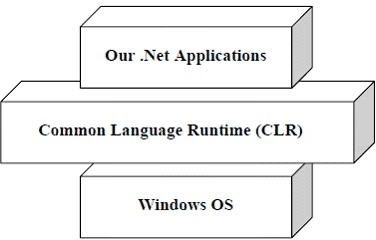 Our .Net Applications
Common Language Runtime (CLR)
Windows OS